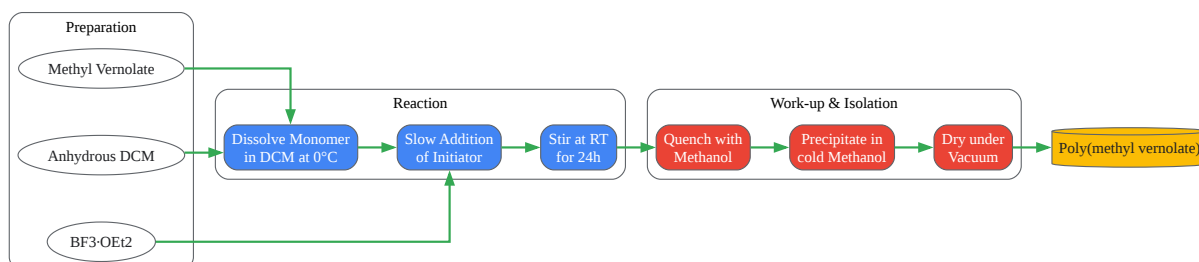 Preparation
Methyl Vernolate
Anhydrous DCM
BF3·OEt2
Reaction
Dissolve Monomer
in DCM at 0°C
Slow Addition
of Initiator
Stir at RT
for 24h
Work-up & Isolation
Quench with
Methanol
Precipitate in
cold Methanol
Dry under
Vacuum
Poly(methyl vernolate)